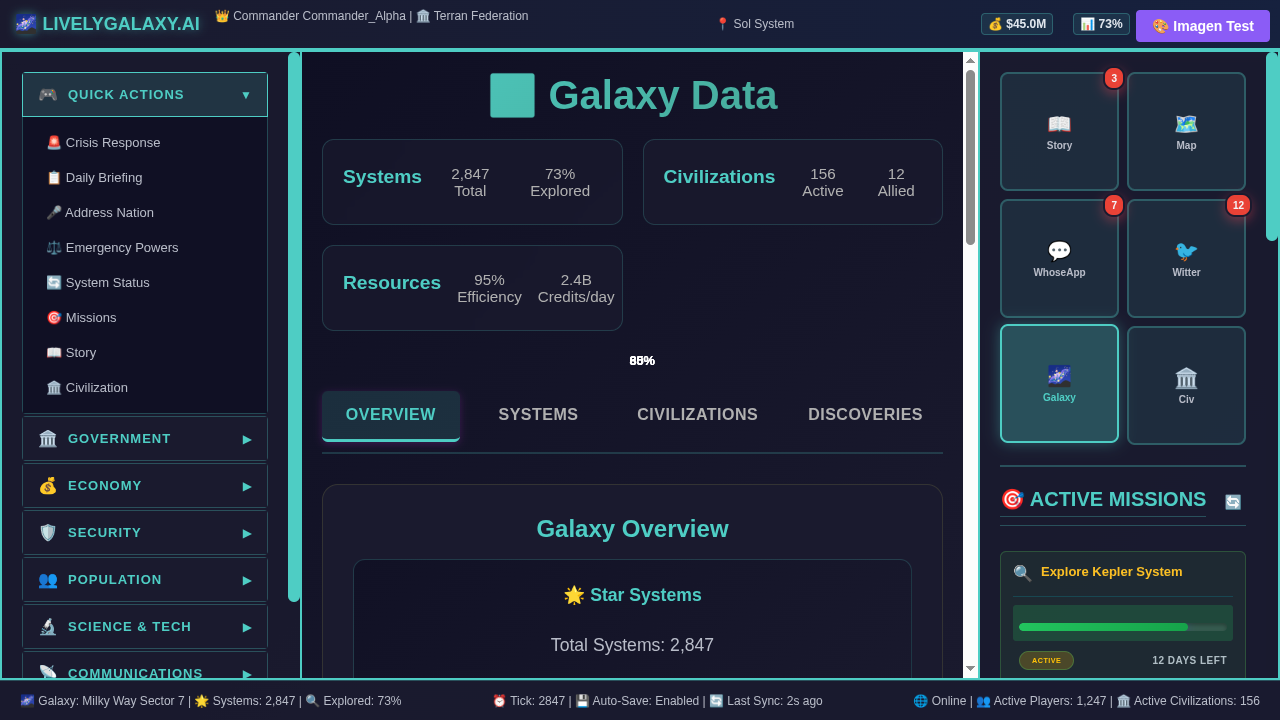 🌌 LIVELYGALAXY.AI
👑 Commander Commander_Alpha | 🏛️ Terran Federation
📍 Sol System
💰 $45.0M
📊 73%
🎨 Imagen Test
🎮 QUICK ACTIONS ▼
🚨 Crisis Response
📋 Daily Briefing
🎤 Address Nation
⚖️ Emergency Powers
🔄 System Status
🎯 Missions
📖 Story
🏛️ Civilization
🏛️ GOVERNMENT ▶
💰 ECONOMY ▶
🛡️ SECURITY ▶
👥 POPULATION ▶
🔬 SCIENCE & TECH ▶
📡 COMMUNICATIONS ▶
Galaxy Data
Systems
2,847 Total
73% Explored
Civilizations
156 Active
12 Allied
Resources
95% Efficiency
2.4B Credits/day
OVERVIEW
SYSTEMS
CIVILIZATIONS
DISCOVERIES
Galaxy Overview
🌟 Star Systems
Total Systems: 2,847
3
📖 Story
🗺️ Map
7
💬 WhoseApp
12
🐦 Witter
🌌 Galaxy
🏛️ Civ
🎯 ACTIVE MISSIONS 🔄
🔍 Explore Kepler System
ACTIVE
12 DAYS LEFT
🌌 Galaxy: Milky Way Sector 7 | 🌟 Systems: 2,847 | 🔍 Explored: 73%
⏰ Tick: 2847 | 💾 Auto-Save: Enabled | 🔄 Last Sync: 2s ago
🌐 Online | 👥 Active Players: 1,247 | 🏛️ Active Civilizations: 156